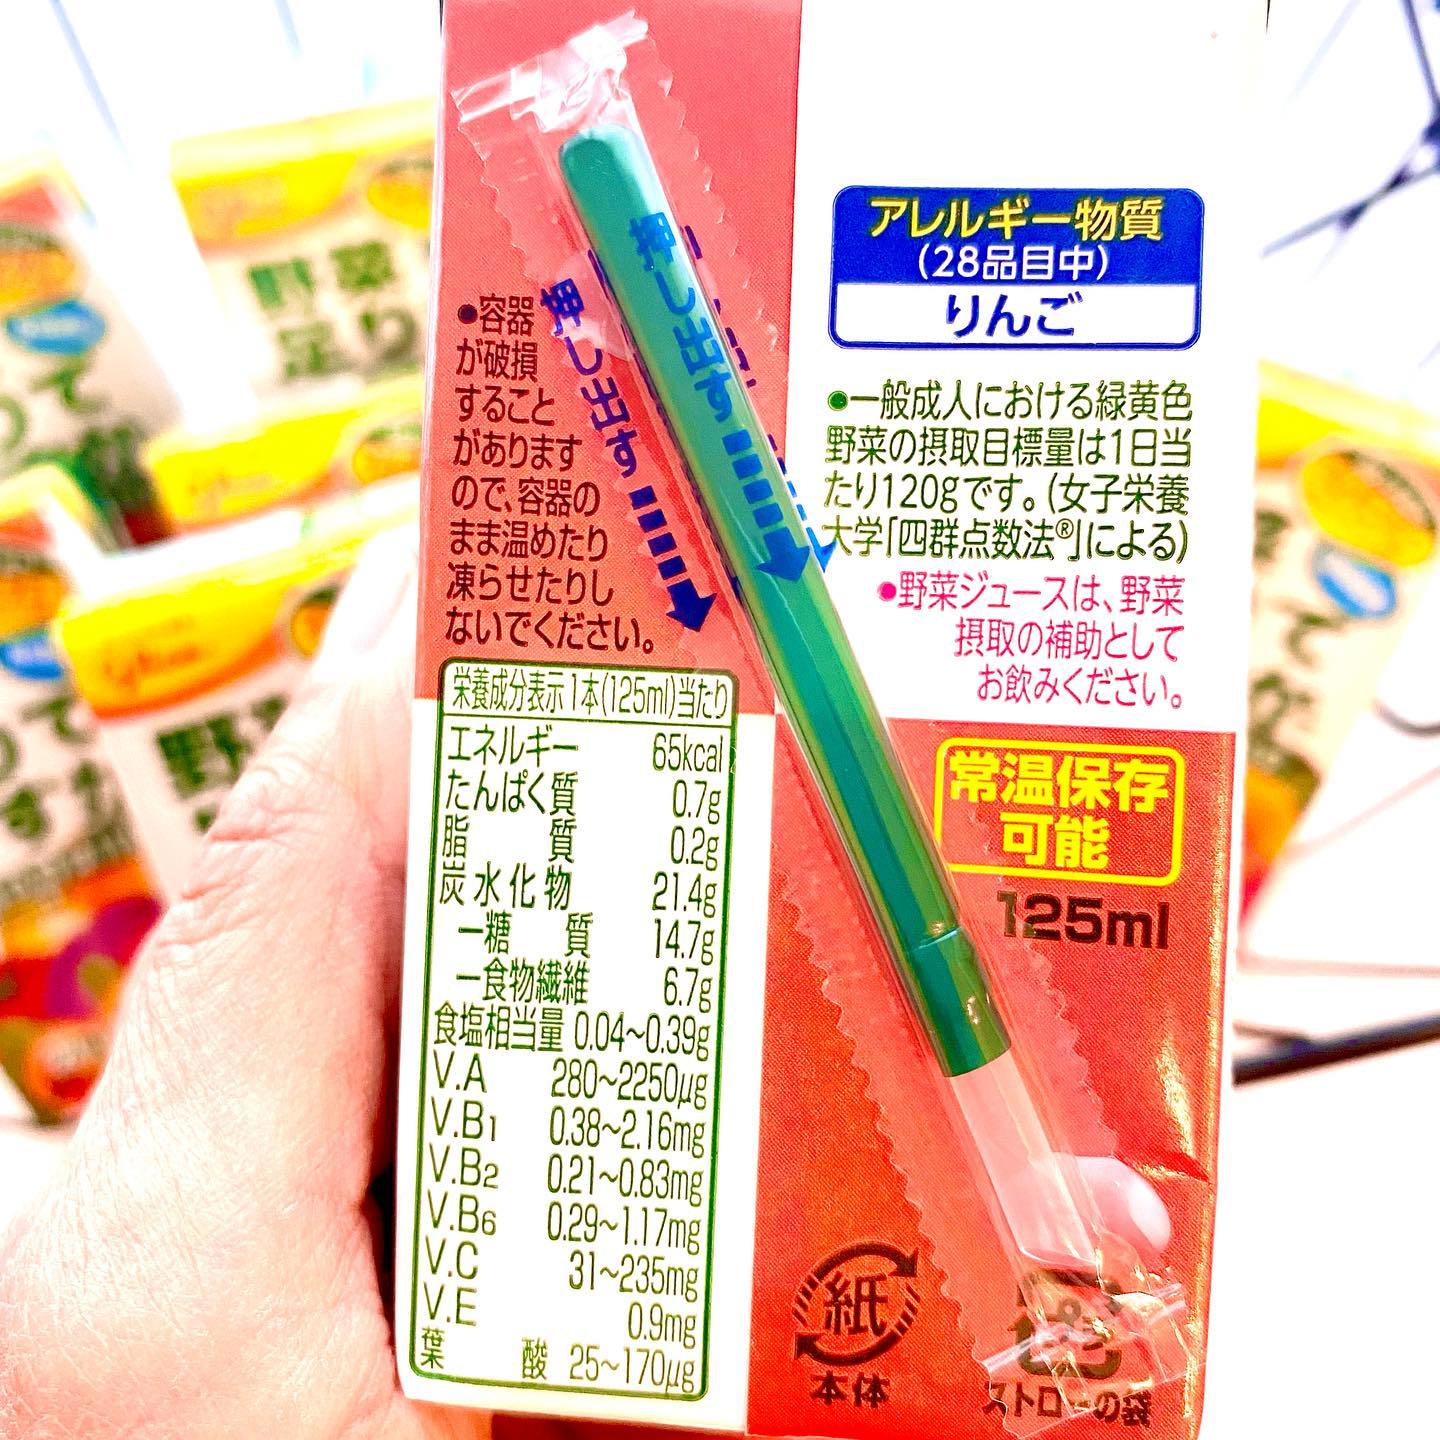 押し出す
押し出す
●容器
が破損
すること
があります
ので、容器の
まま温めたり
凍らせたりし
ないでください。
栄養成分表示1本(125ml)当たり
エネルギー 65kcal
たんぱく質 0.7g
脂質 0.2g
炭水化物 21.4g
ー糖質 14.7g
ー食物繊維 6.7g
食塩相当量 0.04~0.39g
V.A 280~2250μg
V.B1 0.38~2.16mg
V.B2 0.21~0.83mg
V.B6 0.29~1.17mg
V.C 31~235mg
V.E 0.9mg
葉酸 25~170μg
アレルギー物質
(28品目中)
りんご
●一般成人における緑黄色
野菜の摂取目標量は1日当
たり120gです。(女子栄養
大学「四群点数法®」による)
●野菜ジュースは、野菜
摂取の補助として
お飲みください。
常温保存
可能
125ml
紙
本体
プラ
ストローの袋
野菜
足り
野菜